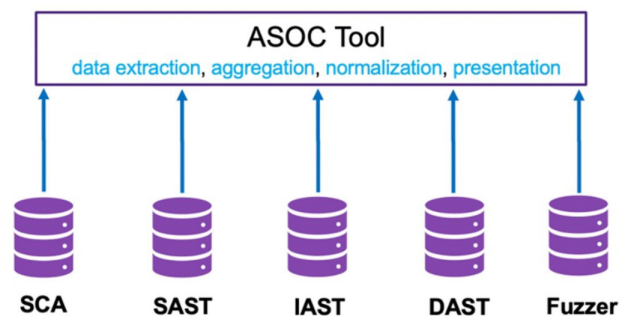 ASOC Tool
data extraction, aggregation, normalization, presentation
SCA SAST IAST DAST Fuzzer